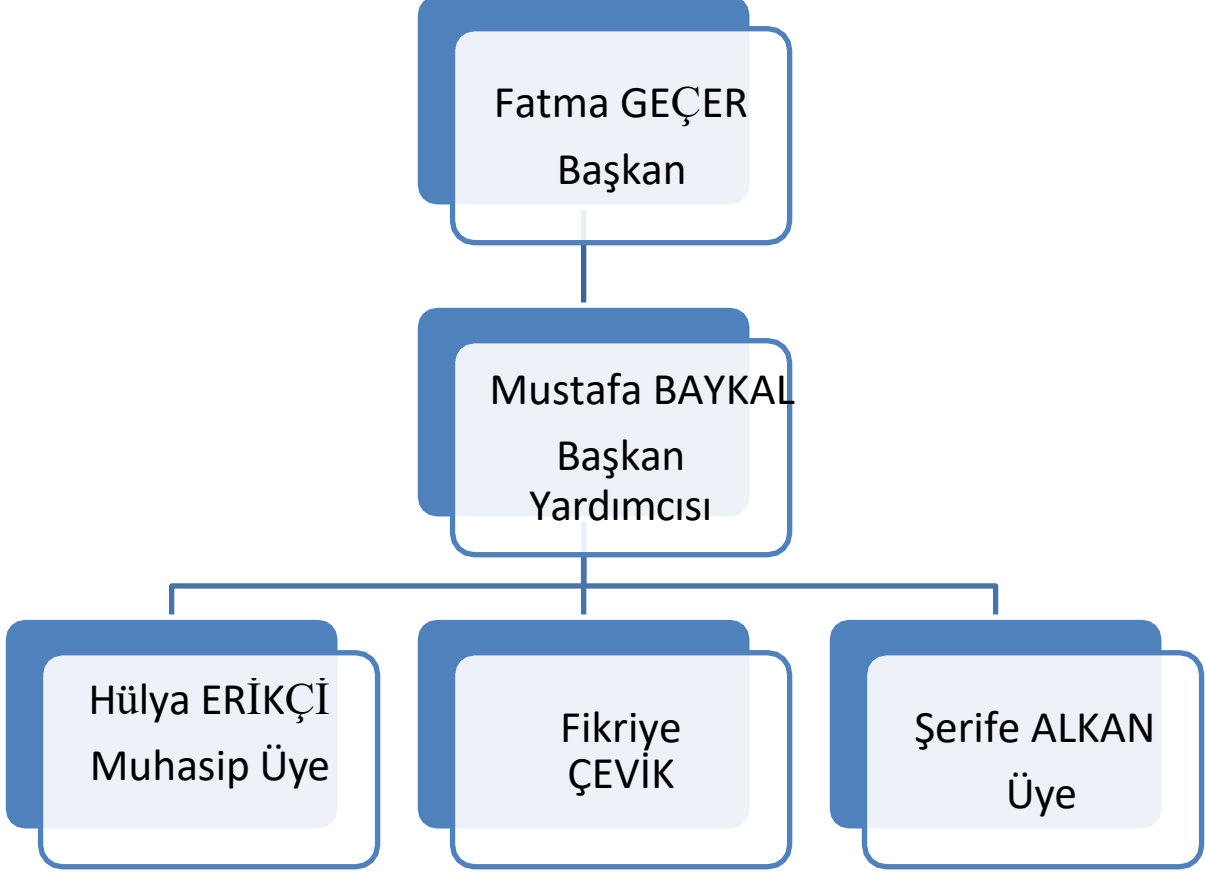 Fatma GEÇER
Başkan
Mustafa BAYKAL
Başkan
Yardımcısı
Hülya ERİKÇİ
Muhasip Üye
Fikriye
ÇEVİK
Şerife ALKAN
Üye